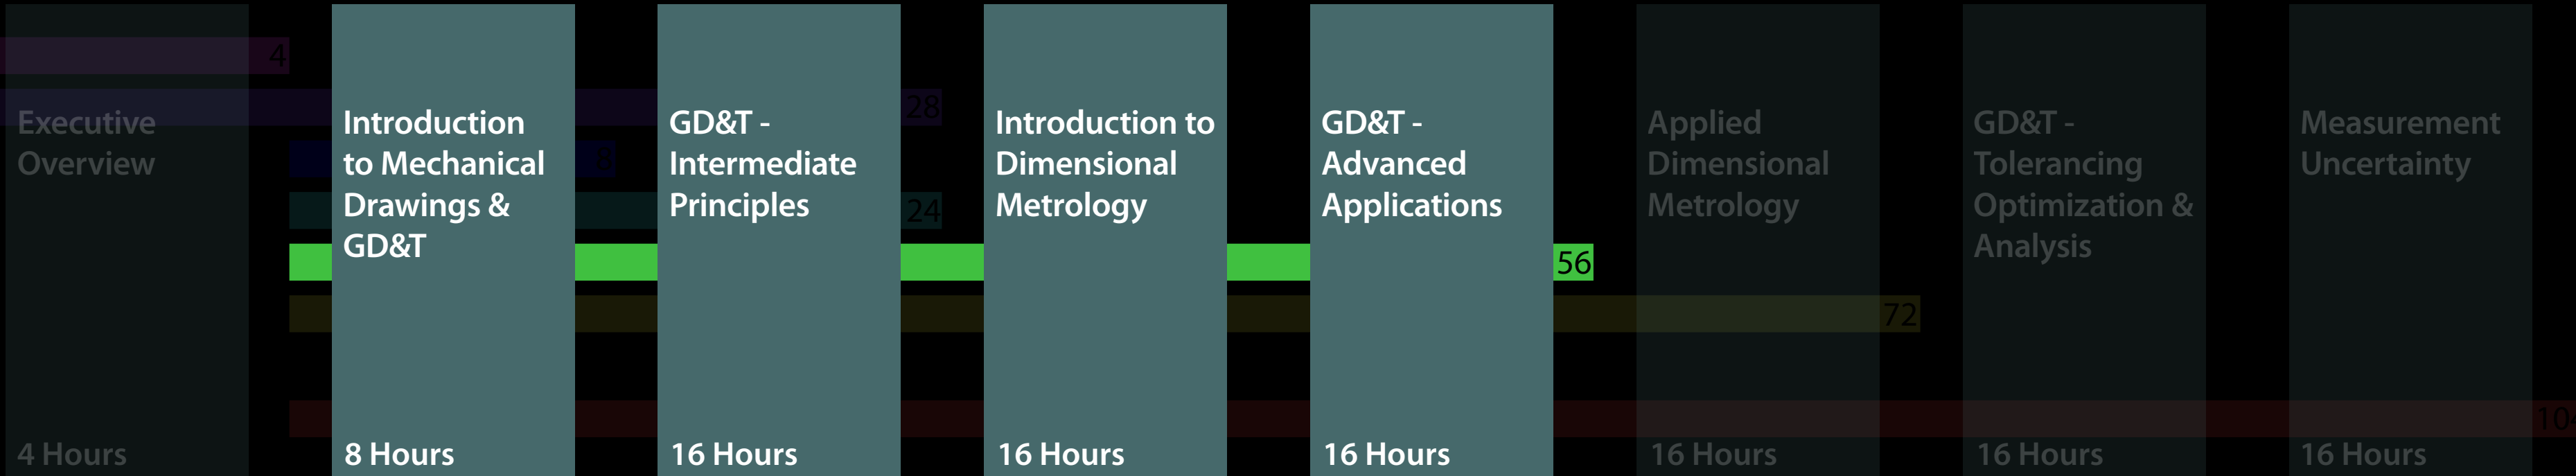 Executive
Overview
4 Hours
Introduction
to Mechanical
Drawings &
GD&T
8 Hours
GD&T -
Intermediate
Principles
16 Hours
Introduction to
Dimensional
Metrology
16 Hours
GD&T -
Advanced
Applications
16 Hours
Applied
Dimensional
Metrology
16 Hours
GD&T -
Tolerancing
Optimization &
Analysis
16 Hours
Measurement
Uncertainty
16 Hours
4
28
8
24
56
72
104